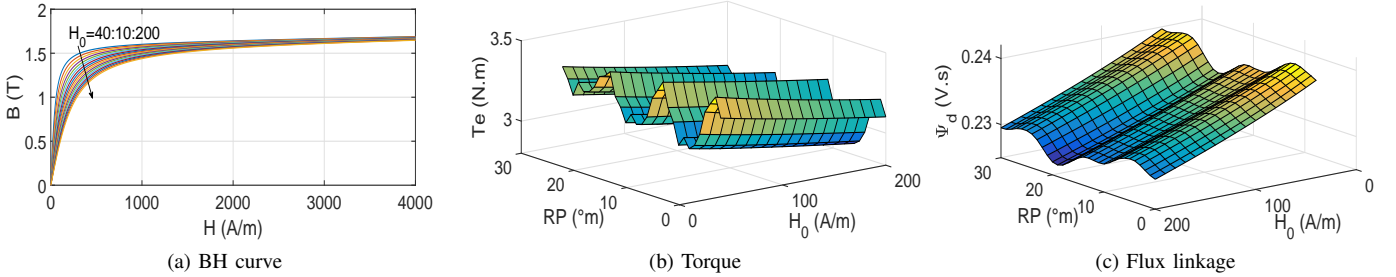 2
1.5
1
0.5
0
B (T)
H₀=40:10:200
0 1000 2000 3000 4000
H (A/m)
(a) BH curve
3.5
3
Te (N.m)
30
20
10
0
RP (°m)
0
100
200
H₀ (A/m)
(b) Torque
0.24
0.23
Ψd (V.s)
30
20
10
0
RP (°m)
200
100
0
H₀ (A/m)
(c) Flux linkage